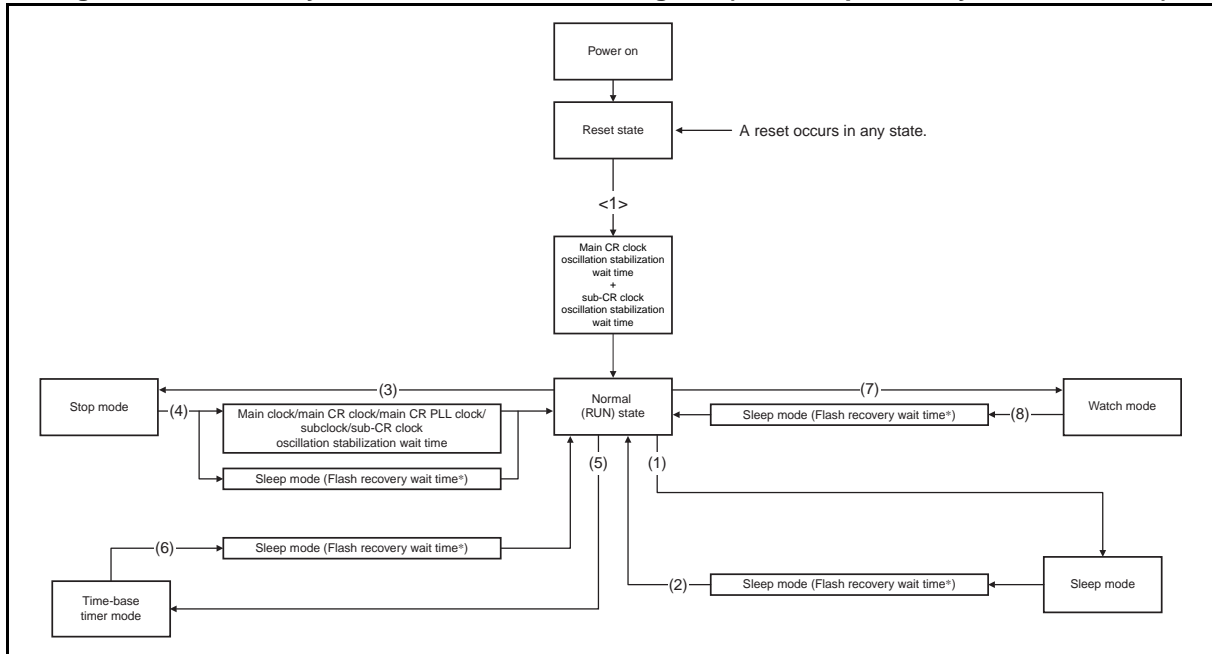 Power on
Reset state
A reset occurs in any state.
<1>
Main CR clock
oscillation stabilization
wait time
+
sub-CR clock
oscillation stabilization
wait time
Stop mode
(3)
(4)
Main clock/main CR clock/main CR PLL clock/
subclock/sub-CR clock
oscillation stabilization wait time
Sleep mode (Flash recovery wait time*)
Normal
(RUN) state
(7)
Sleep mode (Flash recovery wait time*)
(8)
Watch mode
(5)
(1)
(6)
Sleep mode (Flash recovery wait time*)
Time-base
timer mode
(2)
Sleep mode (Flash recovery wait time*)
Sleep mode